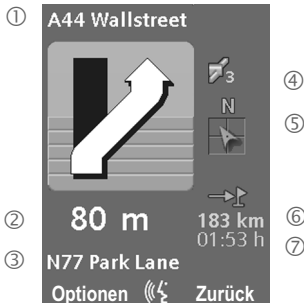 ①
A44 Wallstreet
3
④
N
⑤
②
80 m
183 km
⑥
01:53 h
⑦
③
N77 Park Lane
Optionen
Zurück